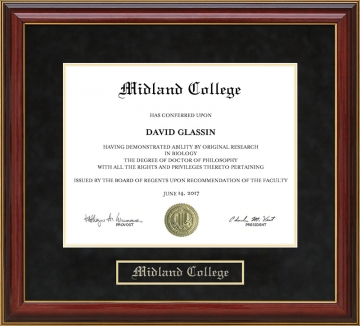 Midland College
HAS CONFERRED UPON
DAVID GLASSIN
HAVING DEMONSTRATED ABILITY BY ORIGINAL RESEARCH
IN BIOLOGY
THE DEGREE OF DOCTOR OF PHILOSOPHY
WITH ALL THE RIGHTS AND PRIVILEGES THERETO PERTAINING
ISSUED BY THE BOARD OF REGENTS UPON RECOMMENDATION OF THE FACULTY
JUNE 14, 2017
PROVOST
PRESIDENT
Midland College